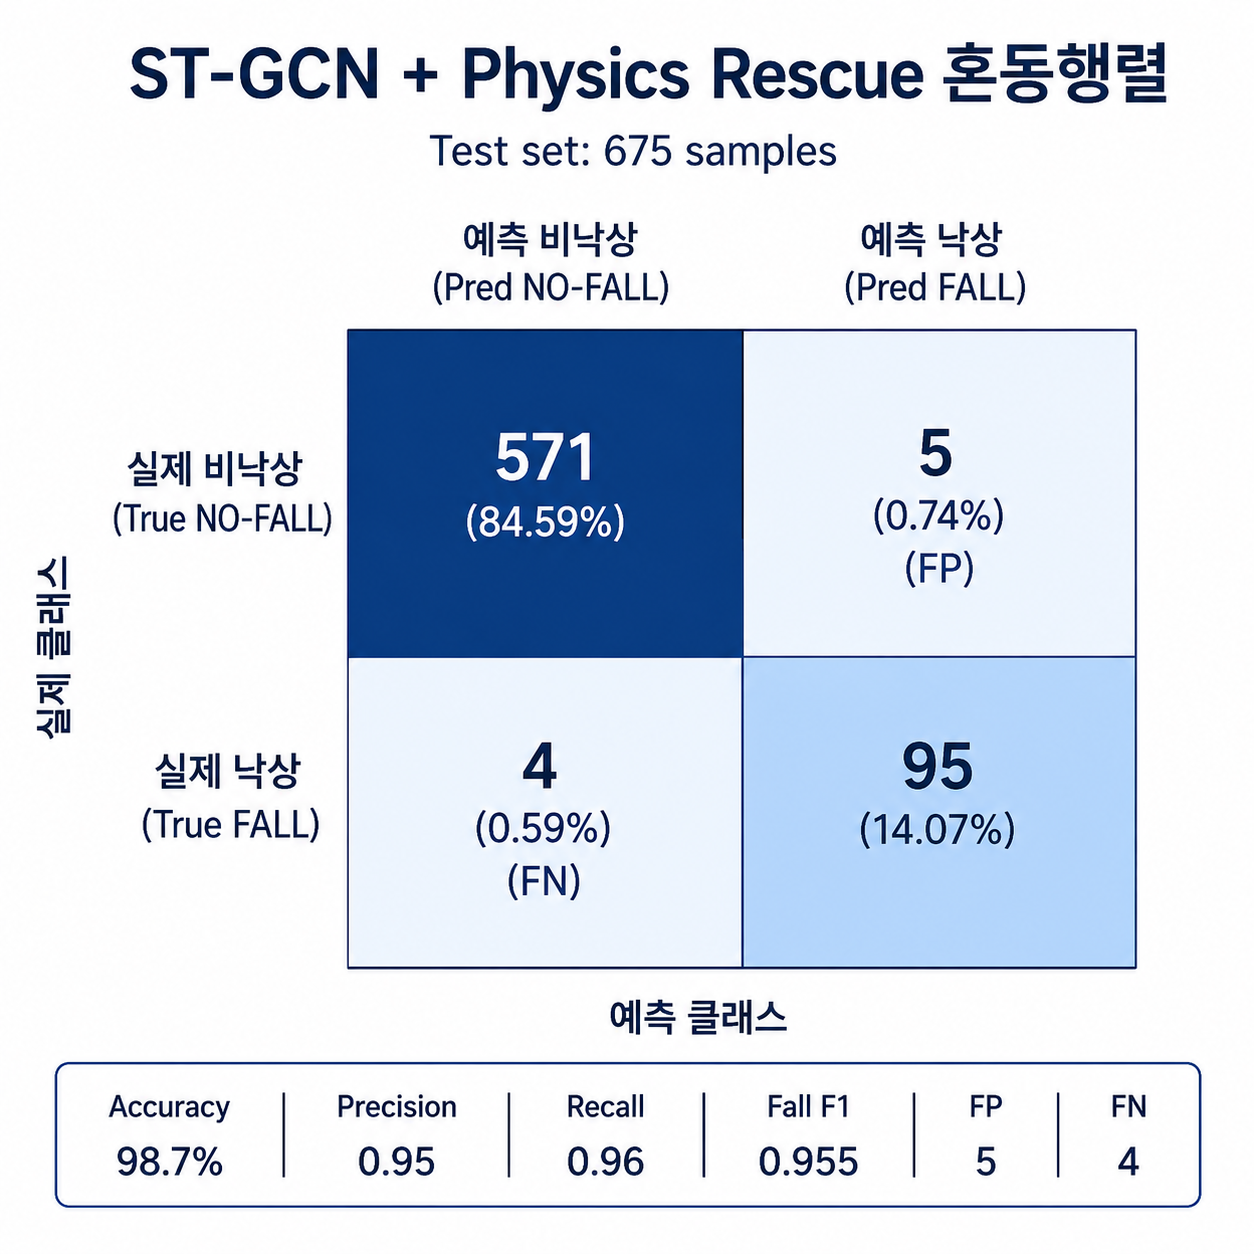 ST-GCN + Physics Rescue 혼동행렬
Test set: 675 samples
예측 비낙상
(Pred NO-FALL)
예측 낙상
(Pred FALL)
실제 클래스
실제 비낙상
(True NO-FALL)
571
(84.59%)
5
(0.74%)
(FP)
실제 낙상
(True FALL)
4
(0.59%)
(FN)
95
(14.07%)
예측 클래스
Accuracy
98.7%
Precision
0.95
Recall
0.96
Fall F1
0.955
FP
5
FN
4